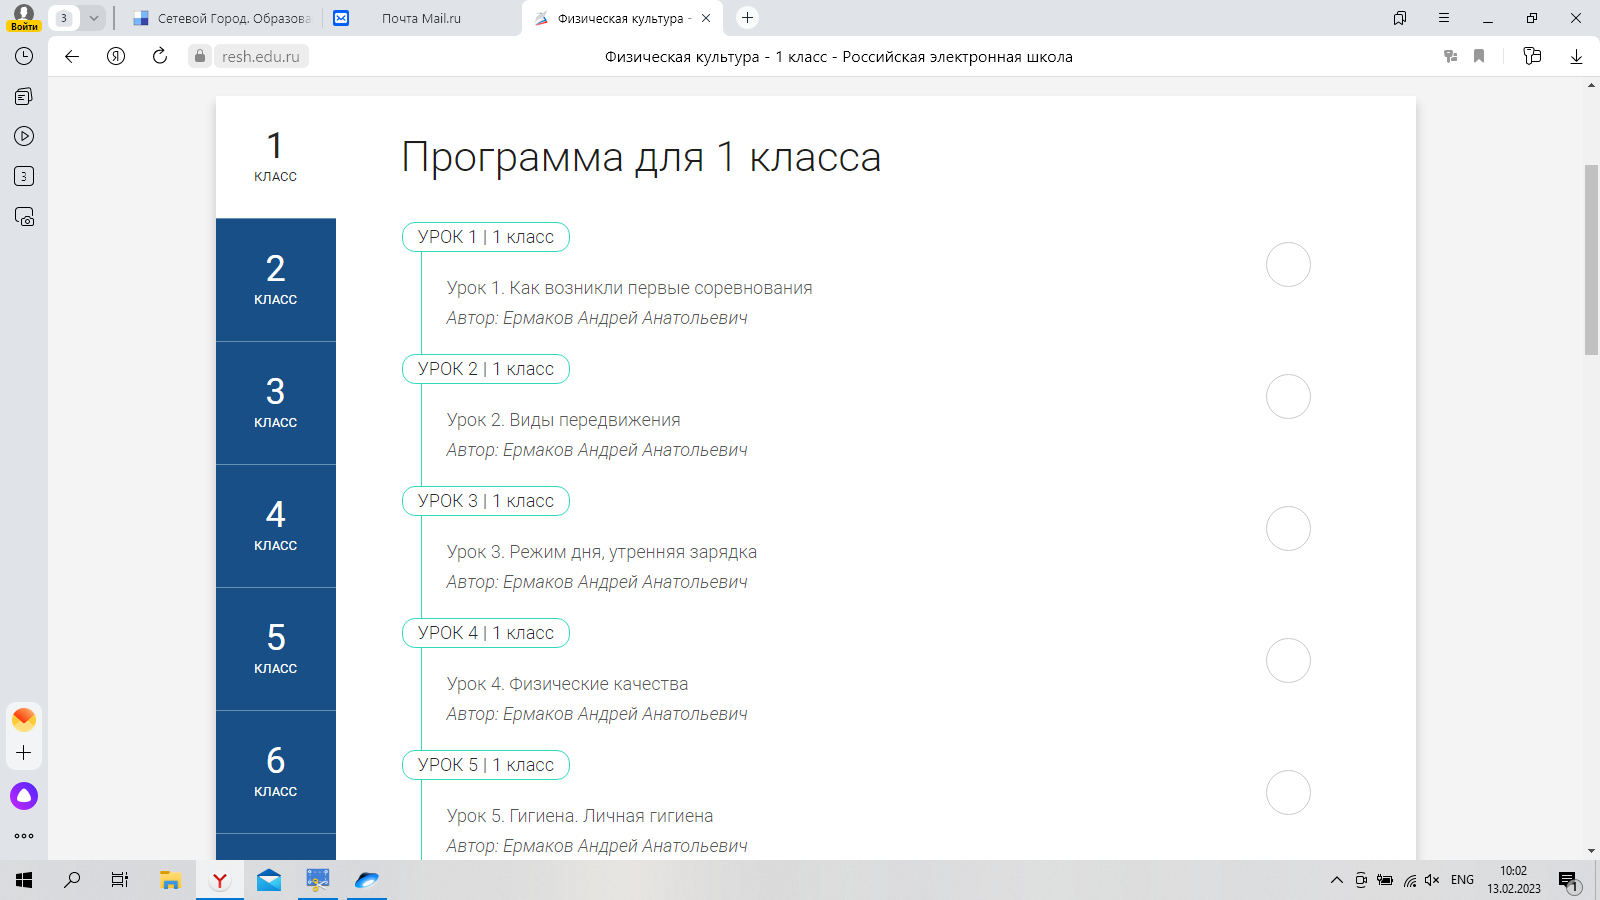 3
Сетевой Город. Образова
Почта Mail.ru
Физическая культура -
Войти
resh.edu.ru
Физическая культура - 1 класс - Российская электронная школа
3
1
КЛАСС
2
КЛАСС
3
КЛАСС
4
КЛАСС
5
КЛАСС
6
КЛАСС
Программа для 1 класса
УРОК 1 | 1 класс
Урок 1. Как возникли первые соревнования
Автор: Ермаков Андрей Анатольевич
УРОК 2 | 1 класс
Урок 2. Виды передвижения
Автор: Ермаков Андрей Анатольевич
УРОК 3 | 1 класс
Урок 3. Режим дня, утренняя зарядка
Автор: Ермаков Андрей Анатольевич
УРОК 4 | 1 класс
Урок 4. Физические качества
Автор: Ермаков Андрей Анатольевич
УРОК 5 | 1 класс
Урок 5. Гигиена. Личная гигиена
Автор: Ермаков Андрей Анатольевич
ENG
10:02
13.02.2023
1